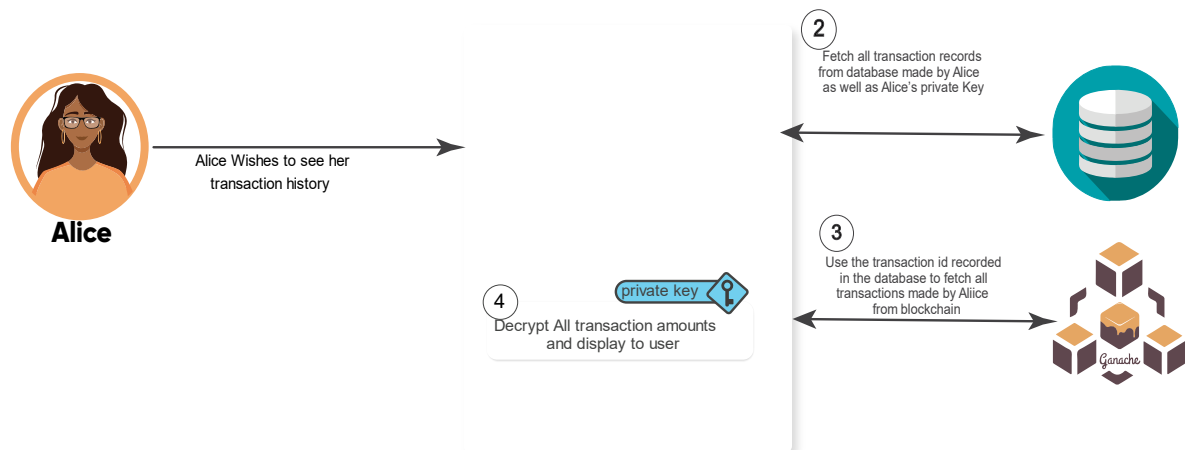 Alice Wishes to see her
transaction history
Alice
2
Fetch all transaction records
from database made by Alice
as well as Alice's private Key
3
Use the transaction id recorded
in the database to fetch all
transactions made by Aliice
from blockchain
private key
4
Decrypt All transaction amounts
and display to user
Ganache